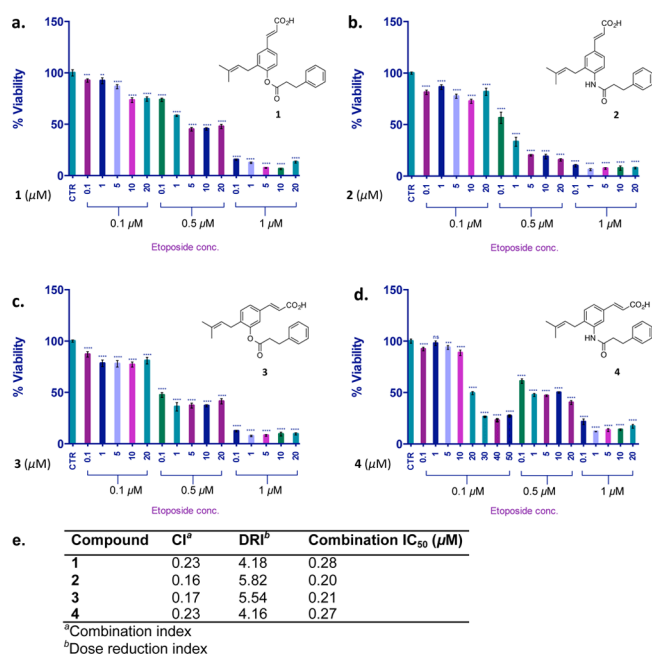 a.
150
100
50
0
% Viability
CO₂H
O
O
1
*** ** **** **** **** **** **** **** **** **** **** **** **** **** ****
1 (μM)
CTR 0.1 1 5 10 20 0.1 1 5 10 20 0.1 1 5 10 20
0.1 μM 0.5 μM 1 μM
Etoposide conc.
b.
150
100
50
0
% Viability
CO₂H
HN
O
2
**** **** **** **** **** **** **** **** **** **** **** **** **** **** ****
2 (μM)
CTR 0.1 1 5 10 20 0.1 1 5 10 20 0.1 1 5 10 20
0.1 μM 0.5 μM 1 μM
Etoposide conc.
c.
150
100
50
0
% Viability
CO₂H
O
O
3
**** **** **** **** **** **** **** **** **** **** **** **** **** **** ****
3 (μM)
CTR 0.1 1 5 10 20 0.1 1 5 10 20 0.1 1 5 10 20
0.1 μM 0.5 μM 1 μM
Etoposide conc.
d.
150
100
50
0
% Viability
CO₂H
HN
O
4
**** ns *** **** **** **** **** **** **** **** **** **** **** **** **** **** **** ****
4 (μM)
CTR 0.1 1 5 10 20 30 40 50 0.1 1 5 10 20 0.1 1 5 10 20
0.1 μM 0.5 μM 1 μM
Etoposide conc.
e.
Compound CIᵃ DRIᵇ Combination IC₅₀ (μM)
1 0.23 4.18 0.28
2 0.16 5.82 0.20
3 0.17 5.54 0.21
4 0.23 4.16 0.27
ᵃCombination index
ᵇDose reduction index